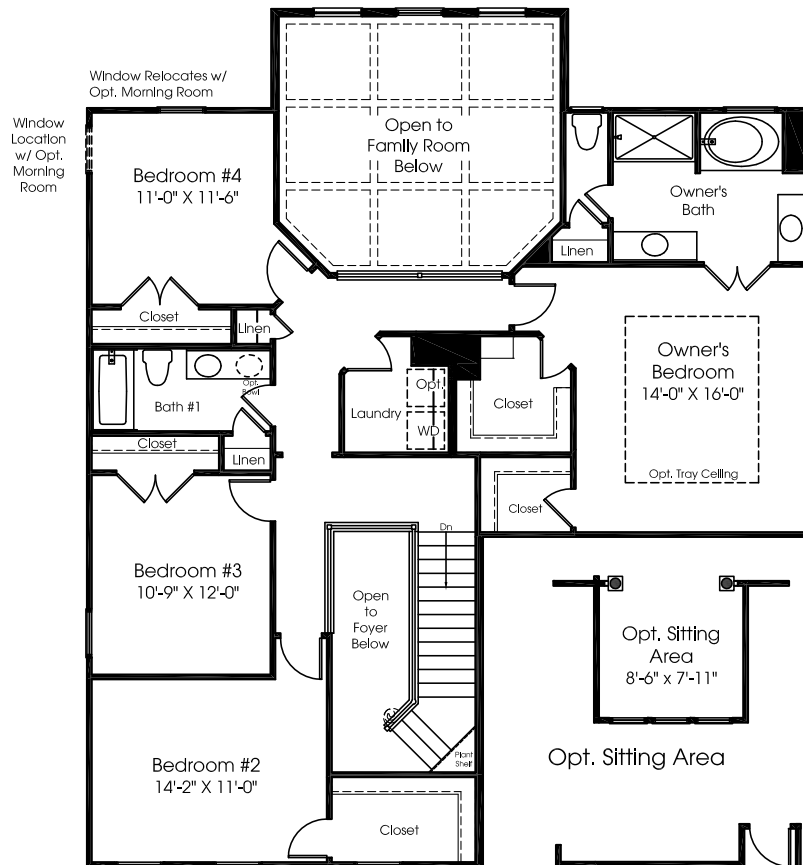 Window Relocates w/
Opt. Morning Room
Window
Location
w/ Opt.
Morning
Room
Open to
Family Room
Below
Bedroom #4
11'-0" X 11'-6"
Owner's
Bath
Linen
Closet
Linen
Owner's
Bedroom
14'-0" X 16'-0"
Opt. Tray Ceiling
Opt.
Bowl
Bath #1
Laundry
Opt.
WD
Closet
Closet
Linen
Closet
Dn
Bedroom #3
10'-9" X 12'-0"
Open
to
Foyer
Below
Opt. Sitting
Area
8'-6" x 7'-11"
Plant
Shelf
Opt. Sitting Area
Bedroom #2
14'-2" X 11'-0"
Closet